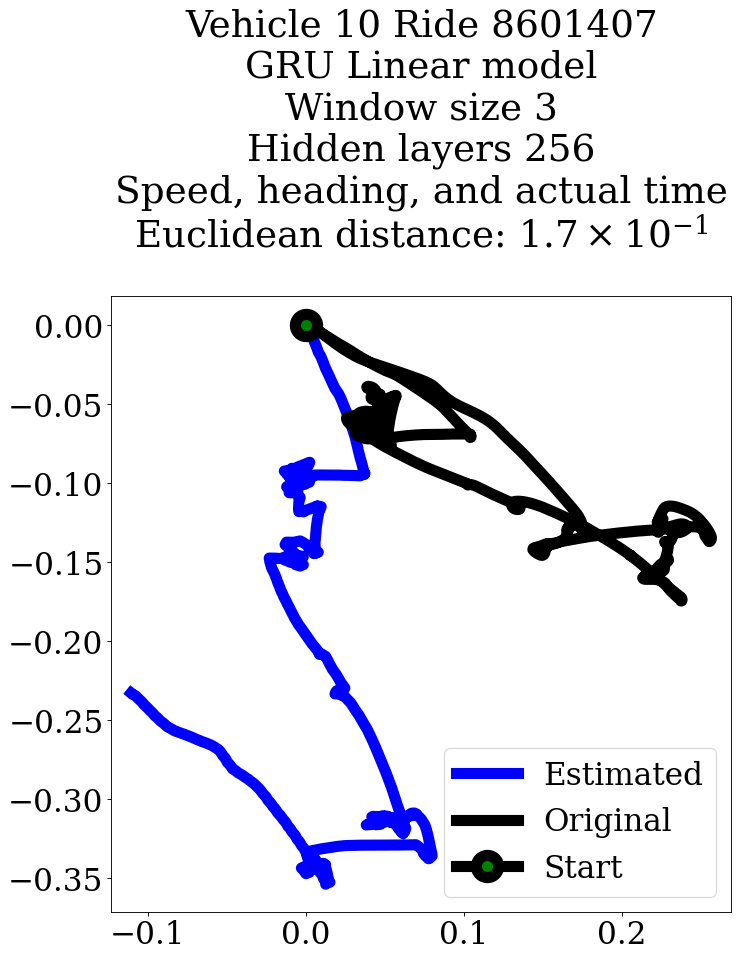 Vehicle 10 Ride 8601407
GRU Linear model
Window size 3
Hidden layers 256
Speed, heading, and actual time
Euclidean distance: 1.7 × 10⁻¹
0.00
−0.05
−0.10
−0.15
−0.20
−0.25
−0.30
−0.35
Estimated
Original
Start
−0.1 0.0 0.1 0.2